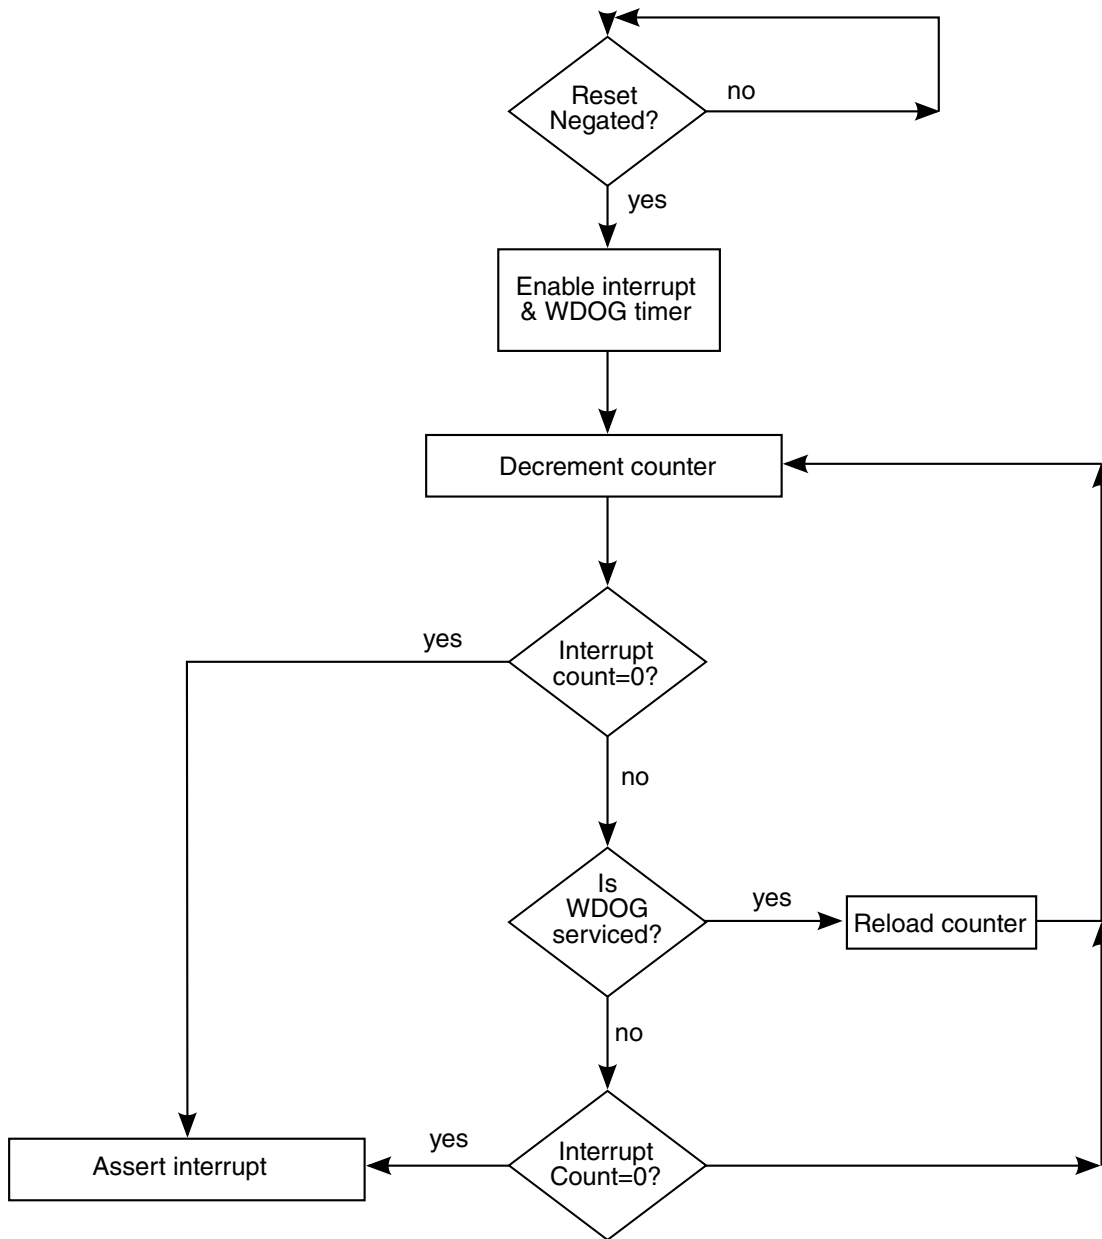 Reset
Negated?
no
yes
Enable interrupt
& WDOG timer
Decrement counter
yes
Interrupt
count=0?
no
Is
WDOG
serviced?
yes
Reload counter
no
Assert interrupt
yes
Interrupt
Count=0?